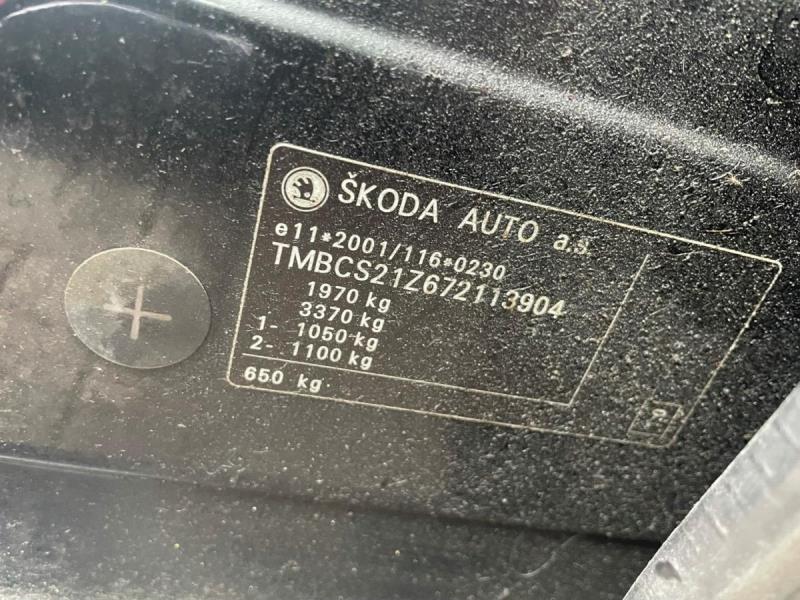 ŠKODA AUTO a.s.
e11*2001/116*0230
TMBCS21Z672113904
1970 kg
3370 kg
1- 1050 kg
2- 1100 kg
650 kg